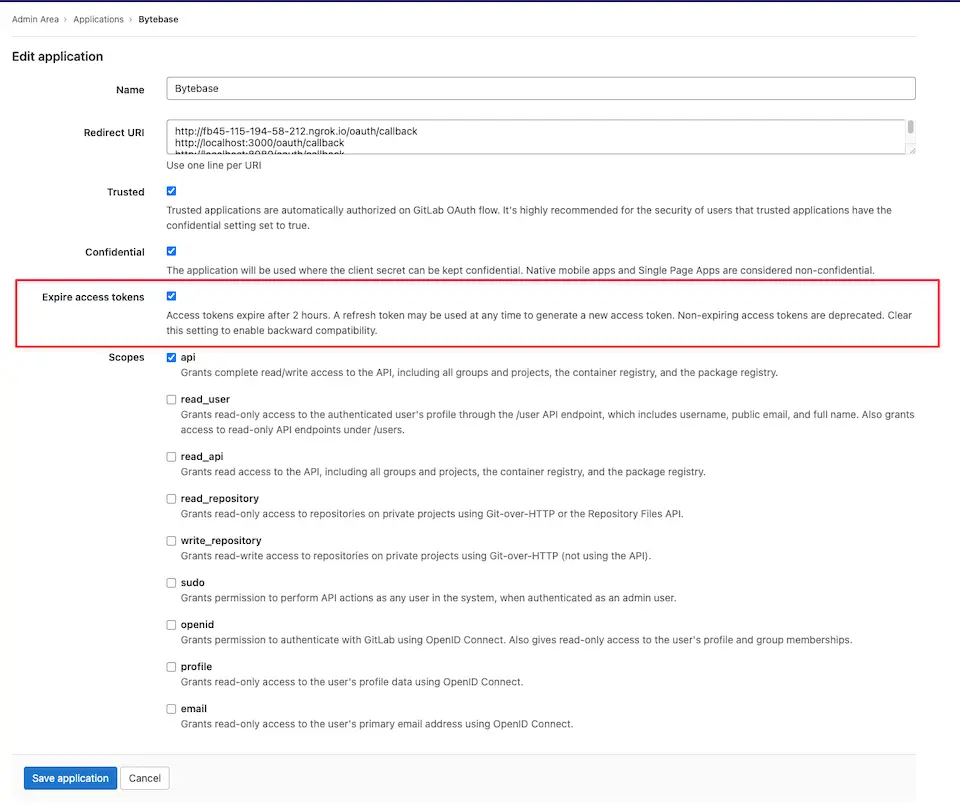 Admin Area › Applications › Bytebase
Edit application
Name
Bytebase
Redirect URI
http://fb45-115-194-58-212.ngrok.io/oauth/callback
http://localhost:3000/oauth/callback
http://localhost:8080/oauth/callback
Use one line per URI
Trusted
Trusted applications are automatically authorized on GitLab OAuth flow. It's highly recommended for the security of users that trusted applications have the
confidential setting set to true.
Confidential
The application will be used where the client secret can be kept confidential. Native mobile apps and Single Page Apps are considered non-confidential.
Expire access tokens
Access tokens expire after 2 hours. A refresh token may be used at any time to generate a new access token. Non-expiring access tokens are deprecated. Clear
this setting to enable backward compatibility.
Scopes
api
Grants complete read/write access to the API, including all groups and projects, the container registry, and the package registry.
read_user
Grants read-only access to the authenticated user's profile through the /user API endpoint, which includes username, public email, and full name. Also grants
access to read-only API endpoints under /users.
read_api
Grants read access to the API, including all groups and projects, the container registry, and the package registry.
read_repository
Grants read-only access to repositories on private projects using Git-over-HTTP or the Repository Files API.
write_repository
Grants read-write access to repositories on private projects using Git-over-HTTP (not using the API).
sudo
Grants permission to perform API actions as any user in the system, when authenticated as an admin user.
openid
Grants permission to authenticate with GitLab using OpenID Connect. Also gives read-only access to the user's profile and group memberships.
profile
Grants read-only access to the user's profile data using OpenID Connect.
email
Grants read-only access to the user's primary email address using OpenID Connect.
Save application
Cancel